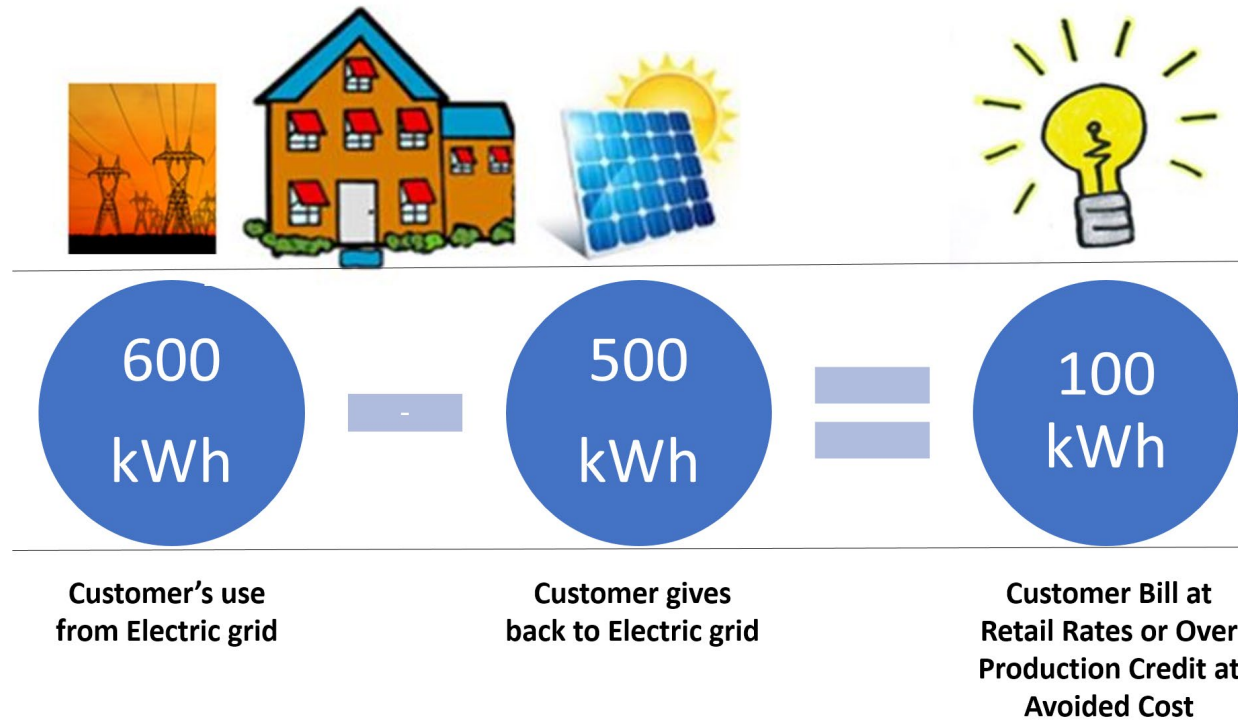 600
kWh
-
500
kWh
100
kWh
Customer’s use
from Electric grid
Customer gives
back to Electric grid
Customer Bill at
Retail Rates or Over
Production Credit at
Avoided Cost